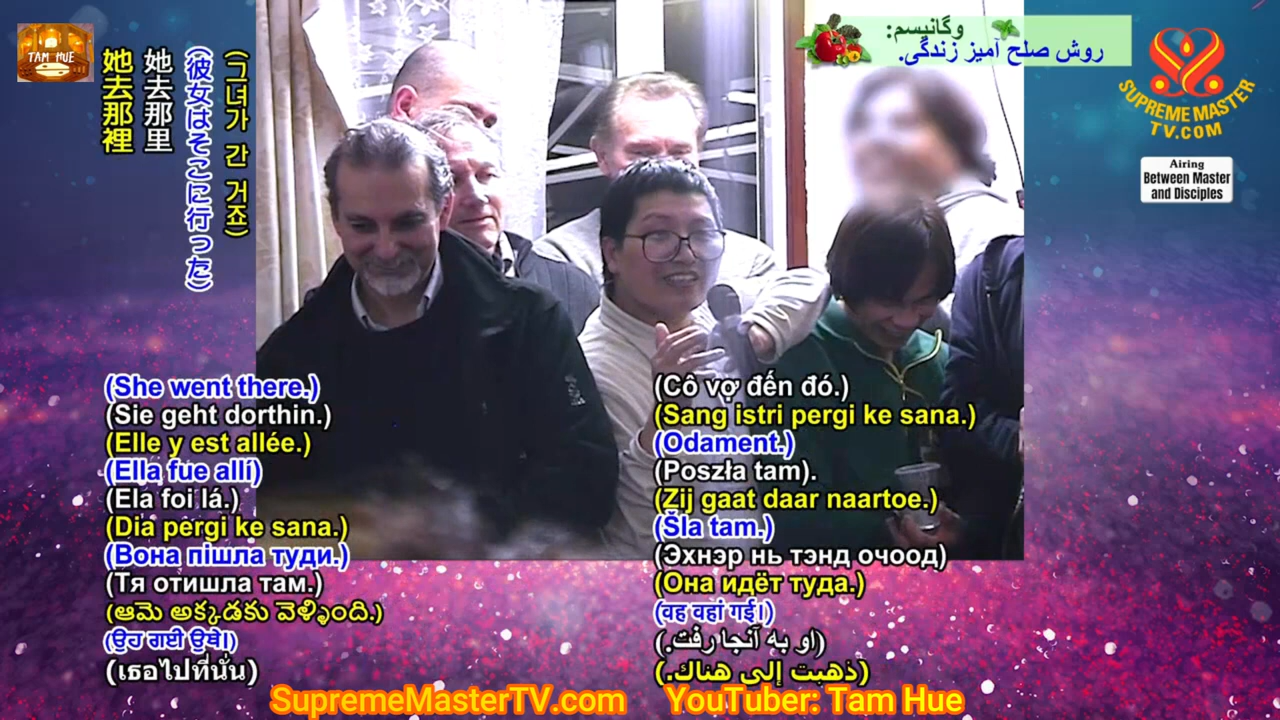 TAM HUE
وگانیسم:
روش صلح آمیز زندگی.
SUPREME MASTER
TV.COM
Airing
Between Master
and Disciples
她去那裡
她去那里
(彼女はそこに行った)
(그녀가 간 거죠)
(She went there.)
(Sie geht dorthin.)
(Elle y est allée.)
(Ella fue allí)
(Ela foi lá.)
(Dia pergi ke sana.)
(Вона пішла туди.)
(Тя отишла там.)
(ఆమె అక్కడకు వెళ్ళింది.)
(ਉਹ ਗਈ ਉਥੇ।)
(เธอไปที่นั่น)
(Cô vợ đến đó.)
(Sang istri pergi ke sana.)
(Odament.)
(Poszła tam).
(Zij gaat daar naartoe.)
(Šla tam.)
(Эхнэр нь тэнд очоод)
(Она идёт туда.)
(वह वहां गई।)
(او به آنجا رفت.)
(ذهبت إلى هناك.)
SupremeMasterTV.com YouTuber: Tam Hue